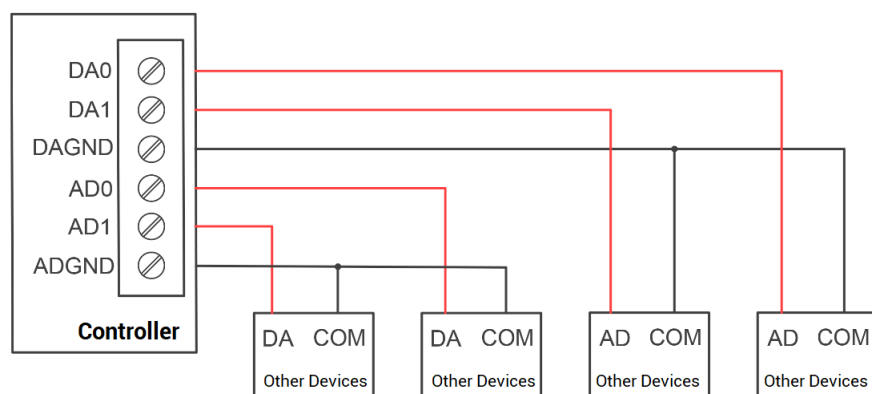 DA0
DA1
DAGND
AD0
AD1
ADGND
Controller
DA COM
Other Devices
DA COM
Other Devices
AD COM
Other Devices
AD COM
Other Devices